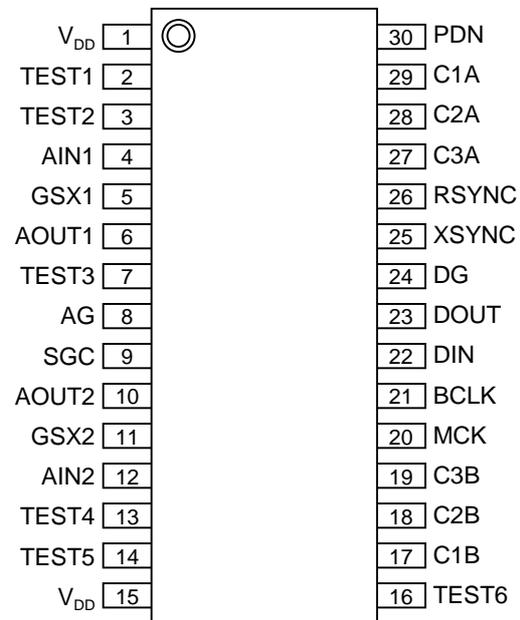 V_DD 1 30 PDN
TEST1 2 29 C1A
TEST2 3 28 C2A
AIN1 4 27 C3A
GSX1 5 26 RSYNC
AOUT1 6 25 XSYNC
TEST3 7 24 DG
AG 8 23 DOUT
SGC 9 22 DIN
AOUT2 10 21 BCLK
GSX2 11 20 MCK
AIN2 12 19 C3B
TEST4 13 18 C2B
TEST5 14 17 C1B
V_DD 15 16 TEST6